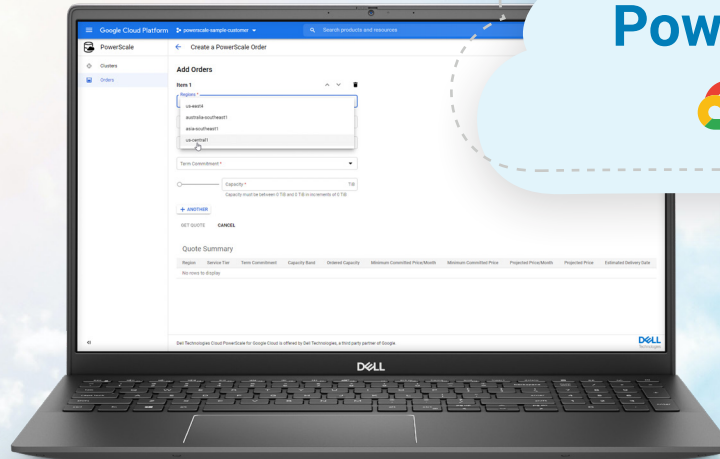 Pow
Google Cloud Platform
powerscale-sample-customer
Search products and resources
PowerScale
Create a PowerScale Order
Clusters
Orders
Add Orders
Item 1
Region *
us-east4
australia-southeast1
asia-southeast1
us-central1
Term Commitment *
Capacity *
TiB
Capacity must be between 0 TiB and 0 TiB in increments of 0 TiB
+ ANOTHER
GET QUOTE CANCEL
Quote Summary
Region Service Tier Term Commitment Capacity Band Ordered Capacity Minimum Committed Price/Month Minimum Committed Price Projected Price/Month Projected Price Estimated Delivery Date
No rows to display
Dell Technologies Cloud PowerScale for Google Cloud is offered by Dell Technologies, a third party partner of Google.
DELL
Technologies
DELL